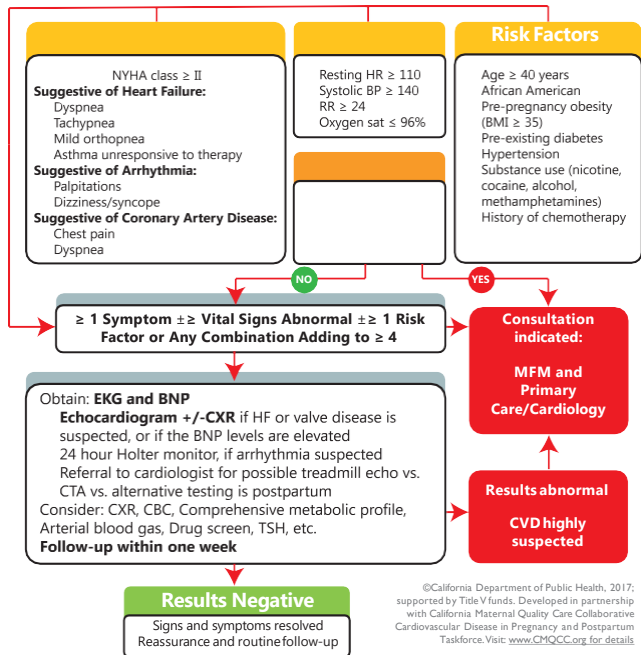 Risk Factors
NYHA class ≥ II
Suggestive of Heart Failure:
Dyspnea
Tachypnea
Mild orthopnea
Asthma unresponsive to therapy
Suggestive of Arrhythmia:
Palpitations
Dizziness/syncope
Suggestive of Coronary Artery Disease:
Chest pain
Dyspnea
Resting HR ≥ 110
Systolic BP ≥ 140
RR ≥ 24
Oxygen sat ≤ 96%
Age ≥ 40 years
African American
Pre-pregnancy obesity
(BMI ≥ 35)
Pre-existing diabetes
Hypertension
Substance use (nicotine,
cocaine, alcohol,
methamphetamines)
History of chemotherapy
NO
YES
≥ 1 Symptom ±≥ Vital Signs Abnormal ±≥ 1 Risk
Factor or Any Combination Adding to ≥ 4
Consultation
indicated:
MFM and
Primary
Care/Cardiology
Obtain: EKG and BNP
Echocardiogram +/-CXR if HF or valve disease is
suspected, or if the BNP levels are elevated
24 hour Holter monitor, if arrhythmia suspected
Referral to cardiologist for possible treadmill echo vs.
CTA vs. alternative testing is postpartum
Consider: CXR, CBC, Comprehensive metabolic profile,
Arterial blood gas, Drug screen, TSH, etc.
Follow-up within one week
Results abnormal
CVD highly
suspected
Results Negative
Signs and symptoms resolved
Reassurance and routine follow-up
©California Department of Public Health, 2017;
supported by Title V funds. Developed in partnership
with California Maternal Quality Care Collaborative
Cardiovascular Disease in Pregnancy and Postpartum
Taskforce. Visit: www.CMQCC.org for details